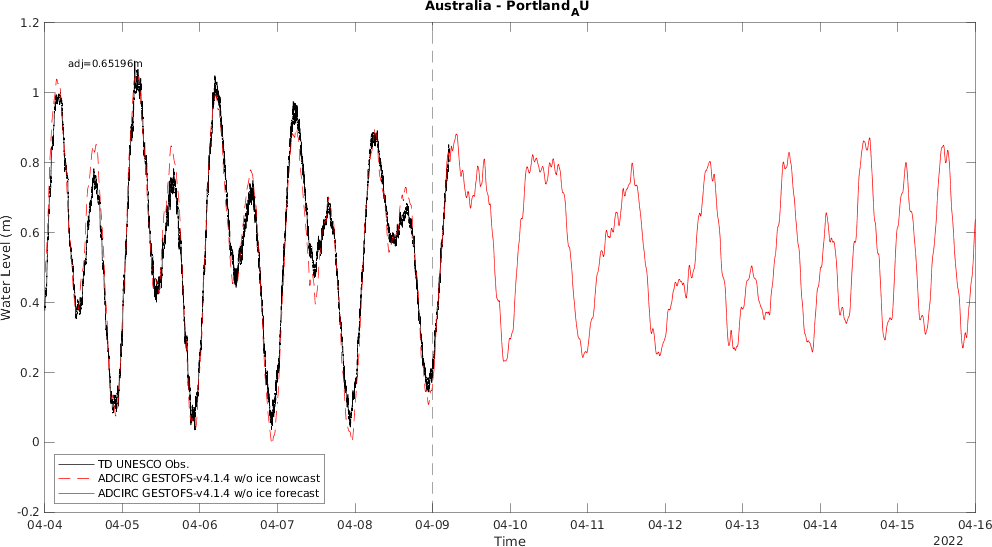 Australia - Portland_AU
1.2
1
0.8
0.6
0.4
0.2
0
-0.2
Water Level (m)
adj=0.65196m
TD UNESCO Obs.
ADCIRC GESTOFS-v4.1.4 w/o ice nowcast
ADCIRC GESTOFS-v4.1.4 w/o ice forecast
04-04 04-05 04-06 04-07 04-08 04-09 04-10 04-11 04-12 04-13 04-14 04-15 04-16
Time
2022